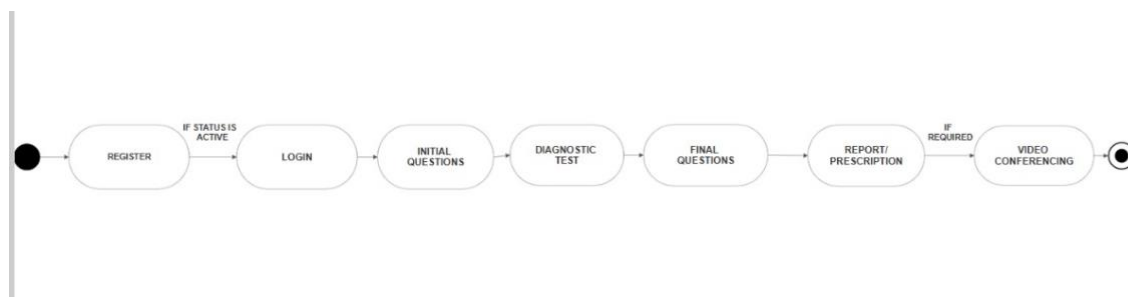 REGISTER
IF STATUS IS
ACTIVE
LOGIN
INITIAL
QUESTIONS
DIAGNOSTIC
TEST
FINAL
QUESTIONS
REPORT/
PRESCRIPTION
IF
REQUIRED
VIDEO
CONFERENCING